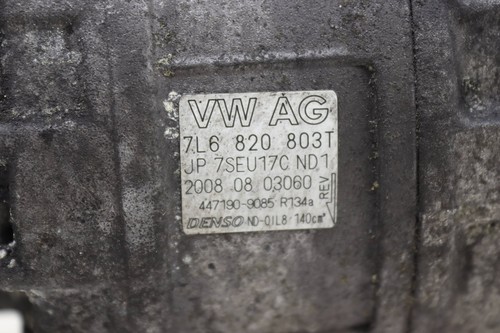 VW AG
7L6 820 803T
JP 7SEU17C ND1
2008 08 03060 REV
447190-9085 R134a
DENSO ND-OIL8 140cm³